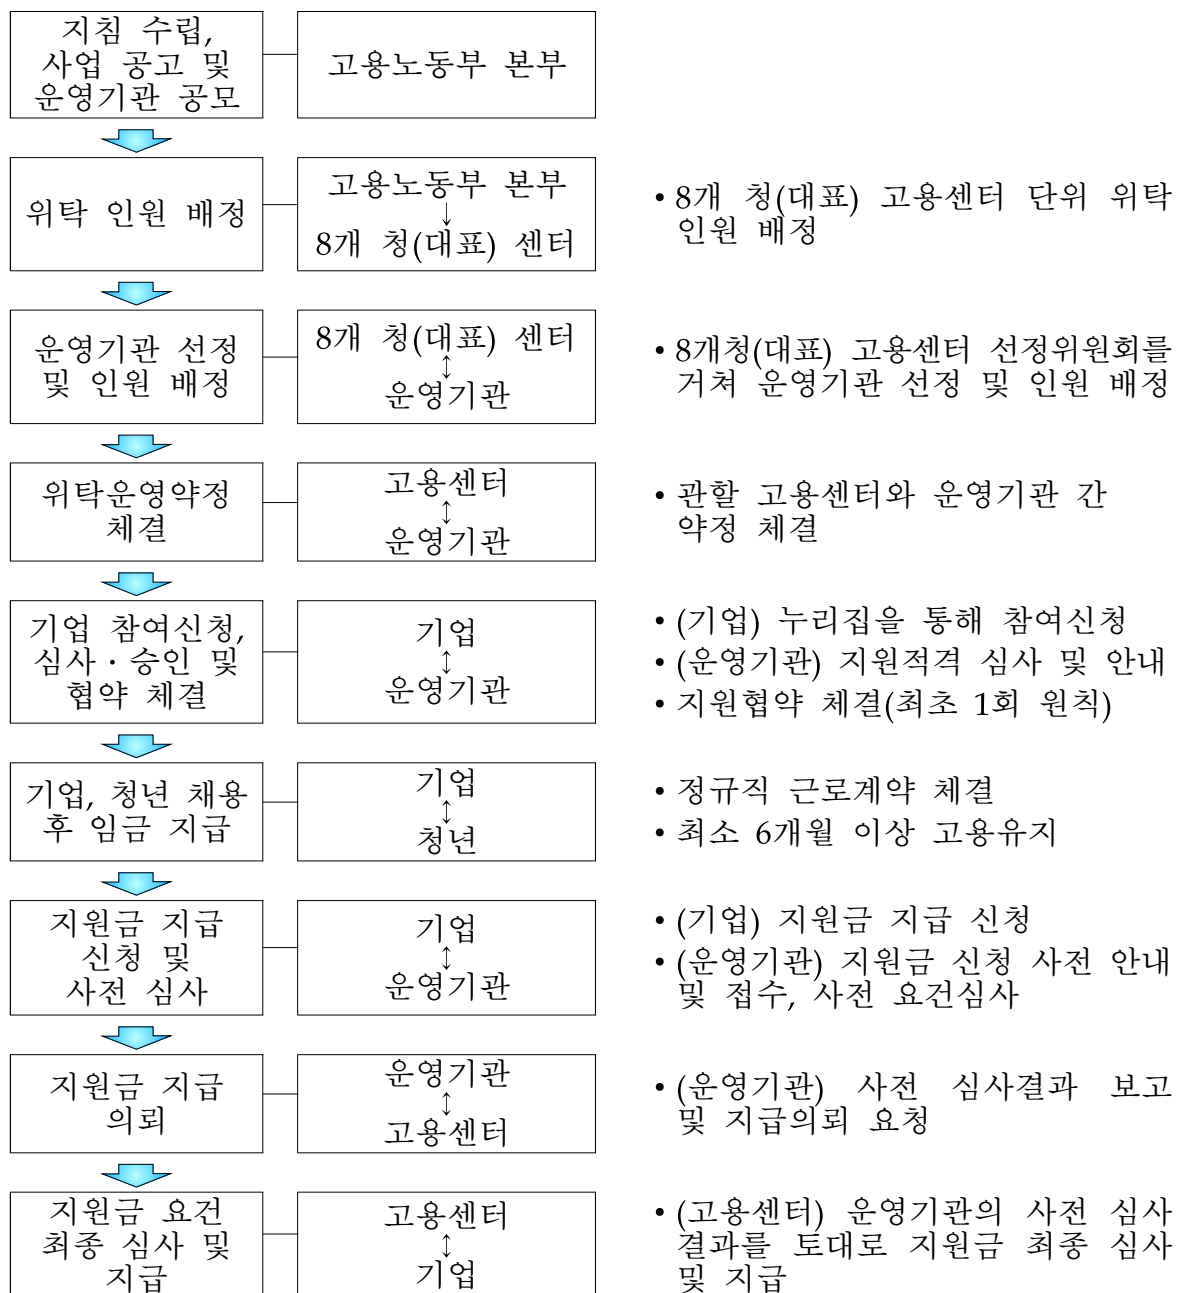 지침 수립,
사업 공고 및
운영기관 공모
고용노동부 본부
위탁 인원 배정
고용노동부 본부
↓
8개 청(대표) 센터
• 8개 청(대표) 고용센터 단위 위탁
인원 배정
운영기관 선정
및 인원 배정
8개 청(대표) 센터
↕
운영기관
• 8개청(대표) 고용센터 선정위원회를
거쳐 운영기관 선정 및 인원 배정
위탁운영약정
체결
고용센터
↕
운영기관
• 관할 고용센터와 운영기관 간
약정 체결
기업 참여신청,
심사 · 승인 및
협약 체결
기업
↕
운영기관
• (기업) 누리집을 통해 참여신청
• (운영기관) 지원적격 심사 및 안내
• 지원협약 체결(최초 1회 원칙)
기업, 청년 채용
후 임금 지급
기업
↕
청년
• 정규직 근로계약 체결
• 최소 6개월 이상 고용유지
지원금 지급
신청 및
사전 심사
기업
↕
운영기관
• (기업) 지원금 지급 신청
• (운영기관) 지원금 신청 사전 안내
및 접수, 사전 요건심사
지원금 지급
의뢰
운영기관
↕
고용센터
• (운영기관) 사전 심사결과 보고
및 지급의뢰 요청
지원금 요건
최종 심사 및
지급
고용센터
↕
기업
• (고용센터) 운영기관의 사전 심사
결과를 토대로 지원금 최종 심사
및 지급